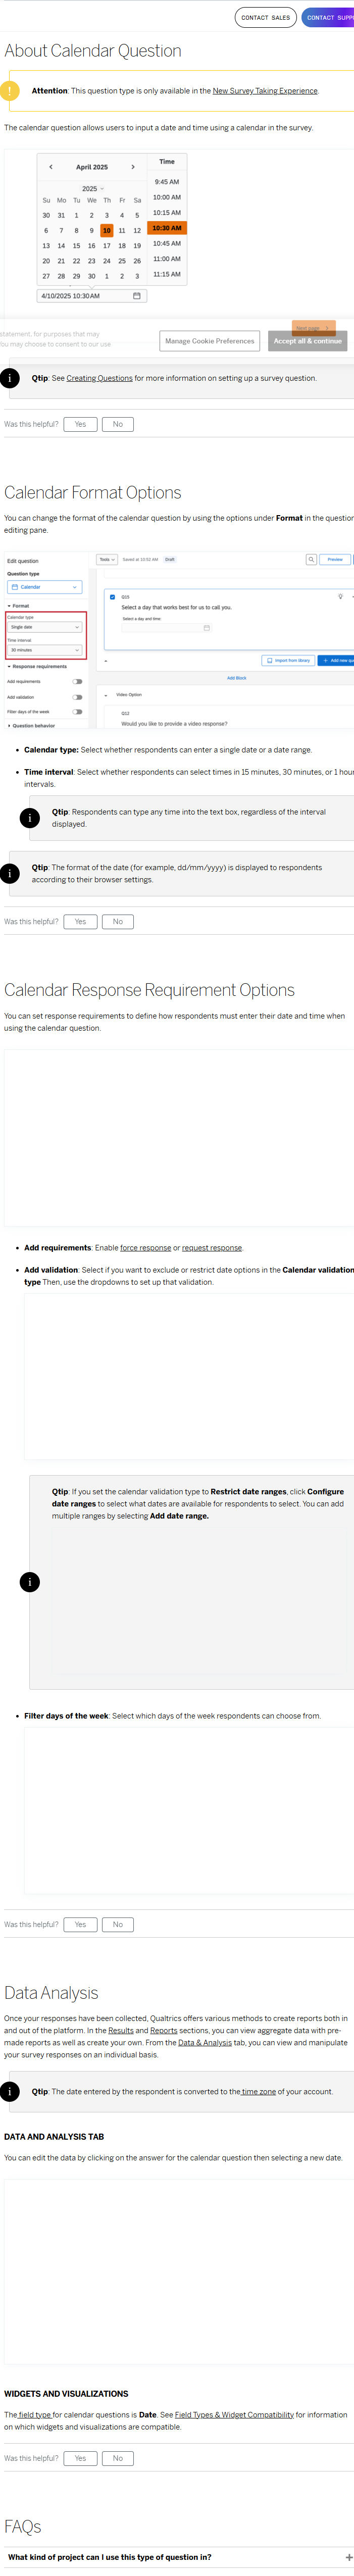 CONTACT SALES
CONTACT SUPP
About Calendar Question
Attention: This question type is only available in the New Survey Taking Experience.
The calendar question allows users to input a date and time using a calendar in the survey.
April 2025
2025
Su Mo Tu We Th Fr Sa
30 31 1 2 3 4 5
6 7 8 9 10 11 12
13 14 15 16 17 18 19
20 21 22 23 24 25 26
27 28 29 30 1 2 3
4/10/2025 10:30AM
Time
9:45 AM
10:00 AM
10:15 AM
10:30 AM
10:45 AM
11:00 AM
11:15 AM
Next page
statement, for purposes that may
You may choose to consent to our use
Manage Cookie Preferences
Accept all & continue
Qtip: See Creating Questions for more information on setting up a survey question.
Was this helpful? Yes No
Calendar Format Options
You can change the format of the calendar question by using the options under Format in the question
editing pane.
Edit question
Question type
Calendar
Format
Calendar type
Single date
Time interval
30 minutes
Response requirements
Add requirements
Add validation
Filter days of the week
Question behavior
Tools
Saved at 10:52 AM
Draft
Preview
Q15
Select a day that works best for us to call you.
Select a day and time:
Import from library
Add new qu
Add Block
Video Option
Q12
Would you like to provide a video response?
Calendar type: Select whether respondents can enter a single date or a date range.
Time interval: Select whether respondents can select times in 15 minutes, 30 minutes, or 1 hour
intervals.
Qtip: Respondents can type any time into the text box, regardless of the interval
displayed.
Qtip: The format of the date (for example, dd/mm/yyyy) is displayed to respondents
according to their browser settings.
Was this helpful? Yes No
Calendar Response Requirement Options
You can set response requirements to define how respondents must enter their date and time when
using the calendar question.
Add requirements: Enable force response or request response.
Add validation: Select if you want to exclude or restrict date options in the Calendar validation
type Then, use the dropdowns to set up that validation.
Qtip: If you set the calendar validation type to Restrict date ranges, click Configure
date ranges to select what dates are available for respondents to select. You can add
multiple ranges by selecting Add date range.
Filter days of the week: Select which days of the week respondents can choose from.
Was this helpful? Yes No
Data Analysis
Once your responses have been collected, Qualtrics offers various methods to create reports both in
and out of the platform. In the Results and Reports sections, you can view aggregate data with pre-
made reports as well as create your own. From the Data & Analysis tab, you can view and manipulate
your survey responses on an individual basis.
Qtip: The date entered by the respondent is converted to the time zone of your account.
DATA AND ANALYSIS TAB
You can edit the data by clicking on the answer for the calendar question then selecting a new date.
WIDGETS AND VISUALIZATIONS
The field type for calendar questions is Date. See Field Types & Widget Compatibility for information
on which widgets and visualizations are compatible.
Was this helpful? Yes No
FAQs
What kind of project can I use this type of question in?